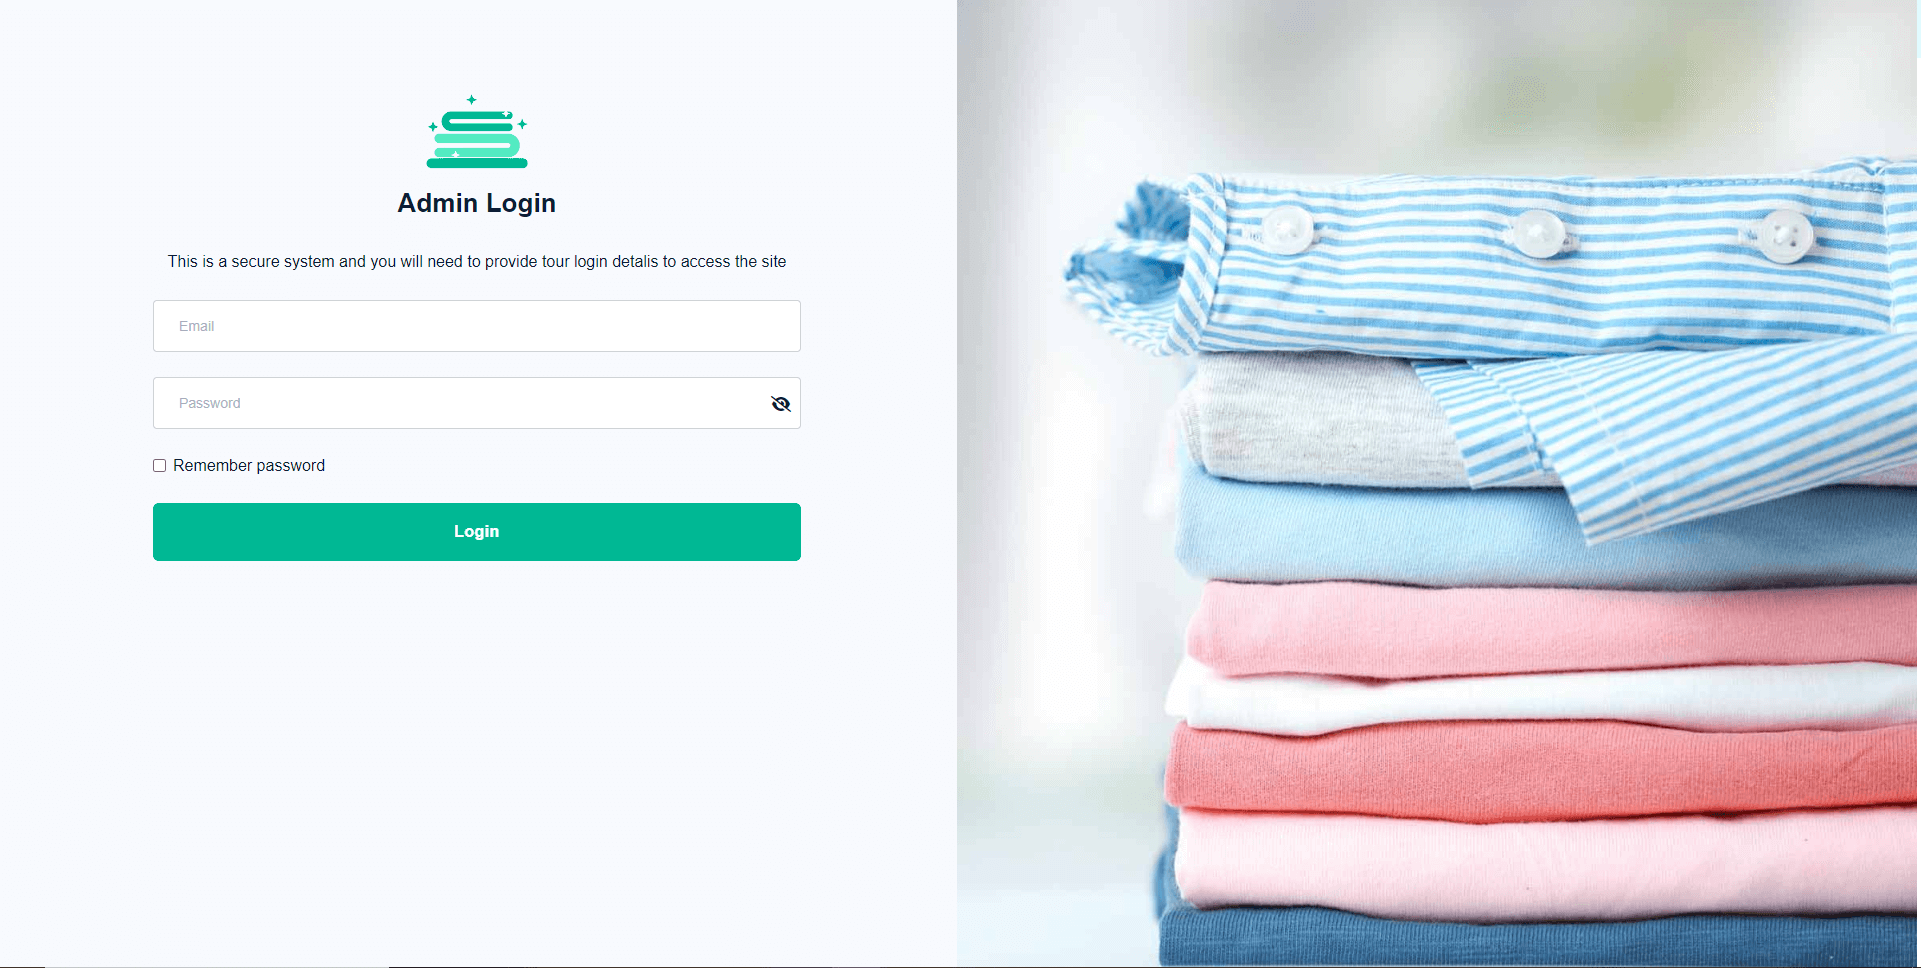 Admin Login
This is a secure system and you will need to provide tour login detalis to access the site
Email
Password
Remember password
Login